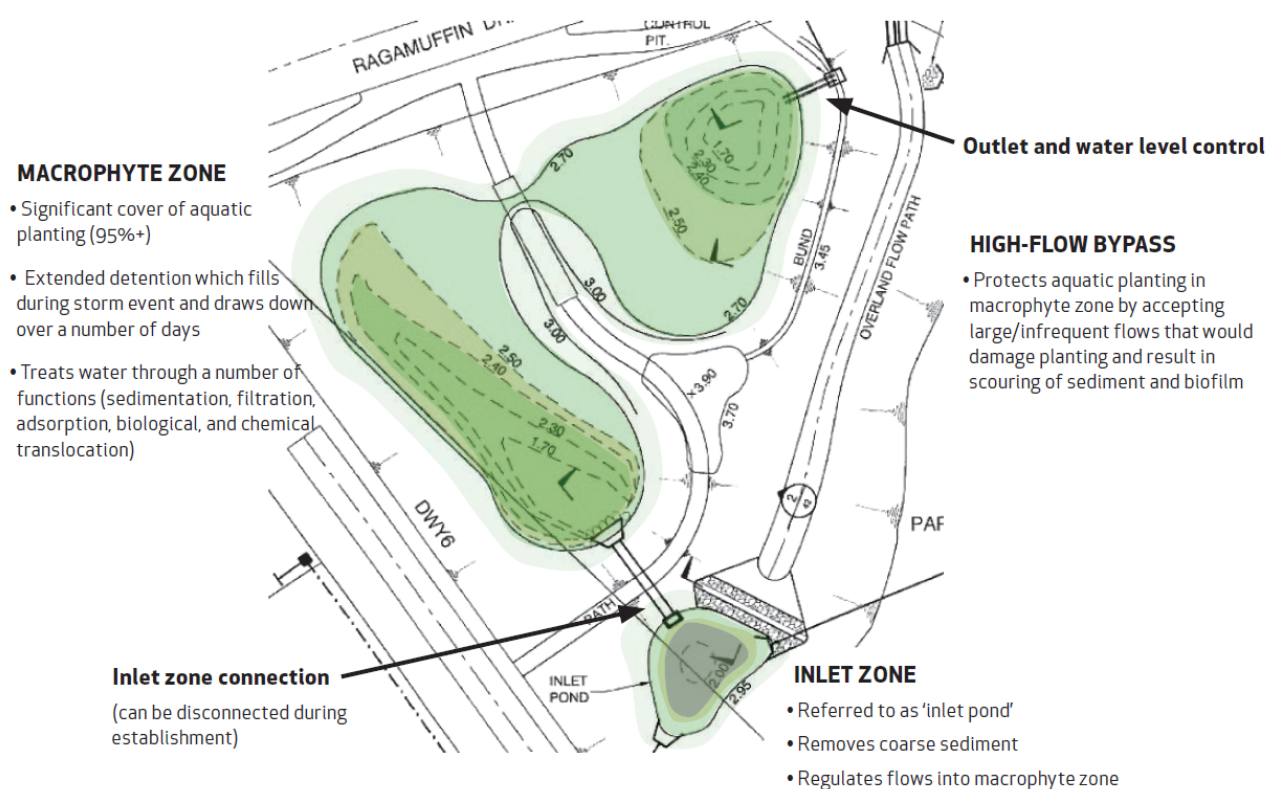 RAGAMUFFIN DR.
CONTROL
PIT.
Outlet and water level control
MACROPHYTE ZONE
• Significant cover of aquatic
planting (95%+)
• Extended detention which fills
during storm event and draws down
over a number of days
• Treats water through a number of
functions (sedimentation, filtration,
adsorption, biological, and chemical
translocation)
HIGH-FLOW BYPASS
• Protects aquatic planting in
macrophyte zone by accepting
large/infrequent flows that would
damage planting and result in
scouring of sediment and biofilm
2.70
1.70
2.30
2.40
2.50
BUND
3.45
OVERLAND FLOW PATH
3.00
3.00
2.70
2.50
2.40
2.30
1.70
x3.90
3.70
2
42
DWY6
PAF
PATH
Inlet zone connection
(can be disconnected during
establishment)
INLET
POND
2.00
2.95
INLET ZONE
• Referred to as ‘inlet pond’
• Removes coarse sediment
• Regulates flows into macrophyte zone